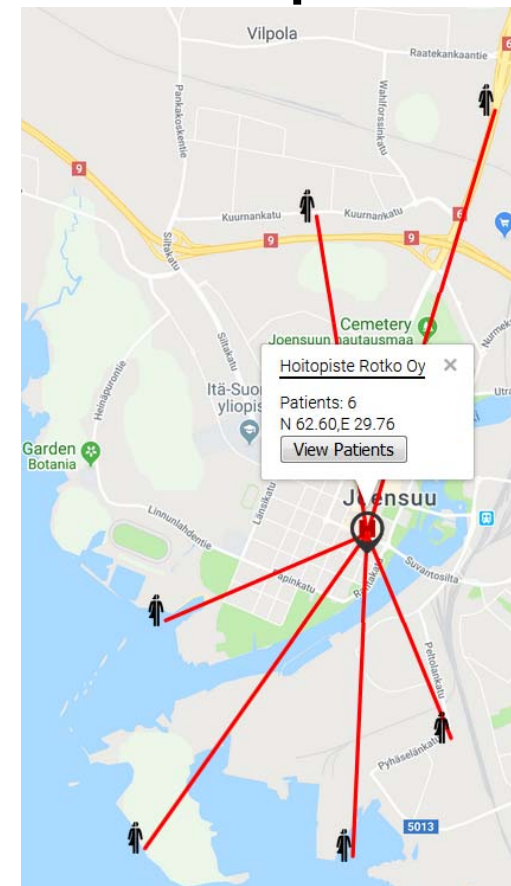 Vilpola
Raatekankaantie
6
Pankakoskentie
Wahlforssinkatu
9
Kuurnankatu
Kuurnankatu
6
9
9
Siltakatu
Siltakatu
Heinäpurontie
Cemetery
Joensuun hautausmaa
Hoitopiste Rotko Oy ×
Patients: 6
N 62.60,E 29.76
View Patients
Itä-Suo
yliopis
Utra
Garden
Botania
Länsikatu
Joensuu
Linnunlahdentie
Papinkatu
Rantakatu
Suvantosilta
Peltolankatu
Pyhäselänkatu
5013